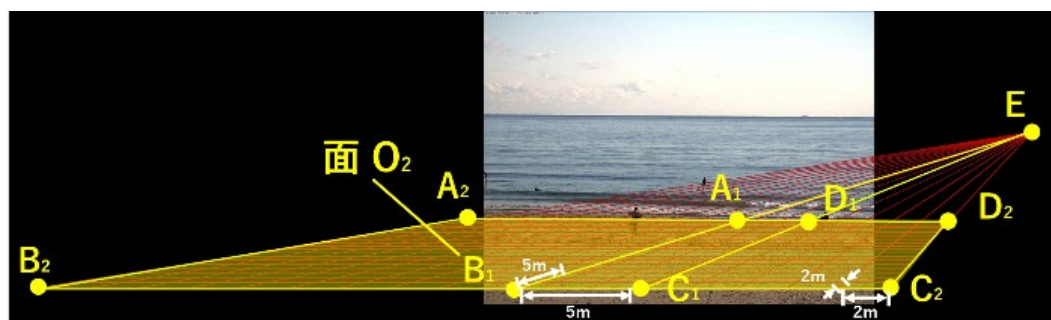 E
面 O₂
A₂
A₁
D₁
D₂
B₂
B₁
5m
C₁
2m
C₂
5m
2m